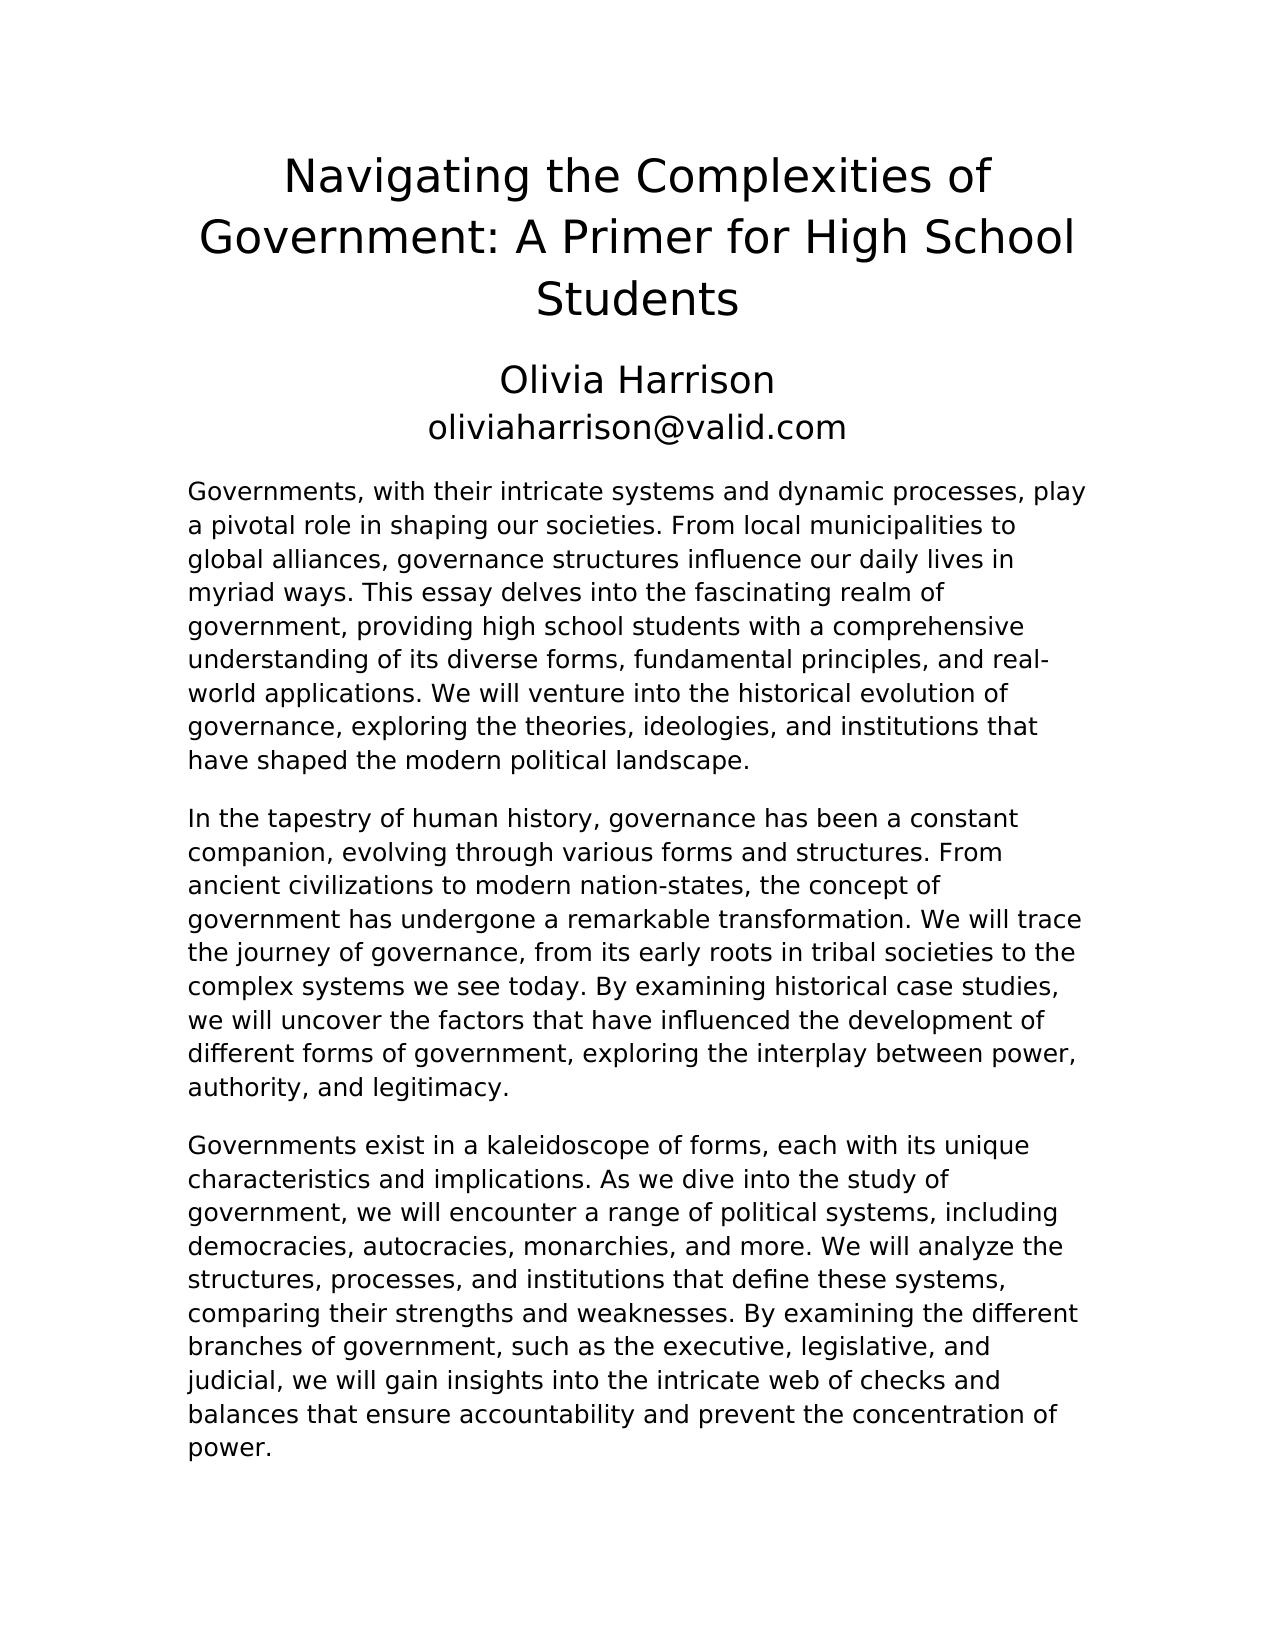 Navigating the Complexities of
Government: A Primer for High School
Students
Olivia Harrison
oliviaharrison@valid.com
Governments, with their intricate systems and dynamic processes, play
a pivotal role in shaping our societies. From local municipalities to
global alliances, governance structures influence our daily lives in
myriad ways. This essay delves into the fascinating realm of
government, providing high school students with a comprehensive
understanding of its diverse forms, fundamental principles, and real-
world applications. We will venture into the historical evolution of
governance, exploring the theories, ideologies, and institutions that
have shaped the modern political landscape.
In the tapestry of human history, governance has been a constant
companion, evolving through various forms and structures. From
ancient civilizations to modern nation-states, the concept of
government has undergone a remarkable transformation. We will trace
the journey of governance, from its early roots in tribal societies to the
complex systems we see today. By examining historical case studies,
we will uncover the factors that have influenced the development of
different forms of government, exploring the interplay between power,
authority, and legitimacy.
Governments exist in a kaleidoscope of forms, each with its unique
characteristics and implications. As we dive into the study of
government, we will encounter a range of political systems, including
democracies, autocracies, monarchies, and more. We will analyze the
structures, processes, and institutions that define these systems,
comparing their strengths and weaknesses. By examining the different
branches of government, such as the executive, legislative, and
judicial, we will gain insights into the intricate web of checks and
balances that ensure accountability and prevent the concentration of
power.